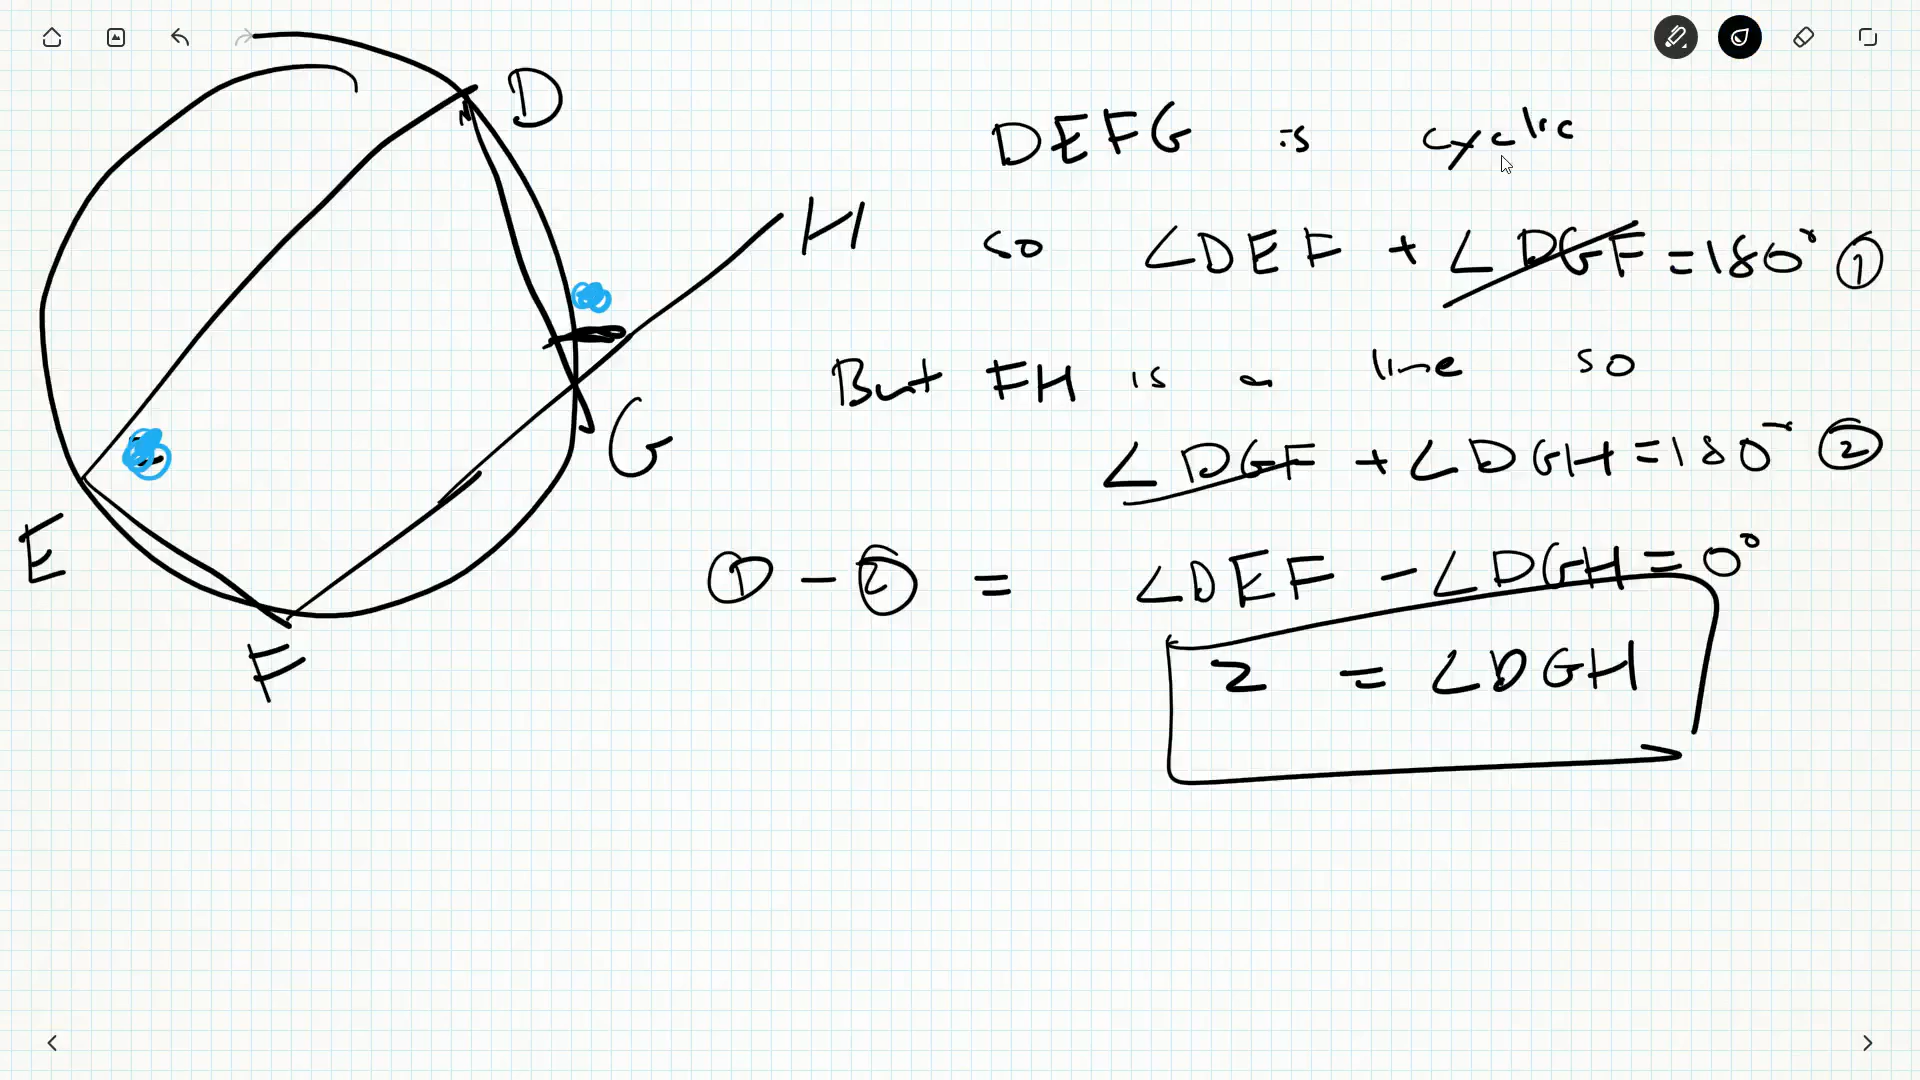 D
H
G
E
F
DEFG is cyclic
so ∠DEF + ∠DGF = 180° ①
But FH is a line so
∠DGF + ∠DGH = 180° ②
① - ② = ∠DEF - ∠DGH = 0°
2 = ∠DGH